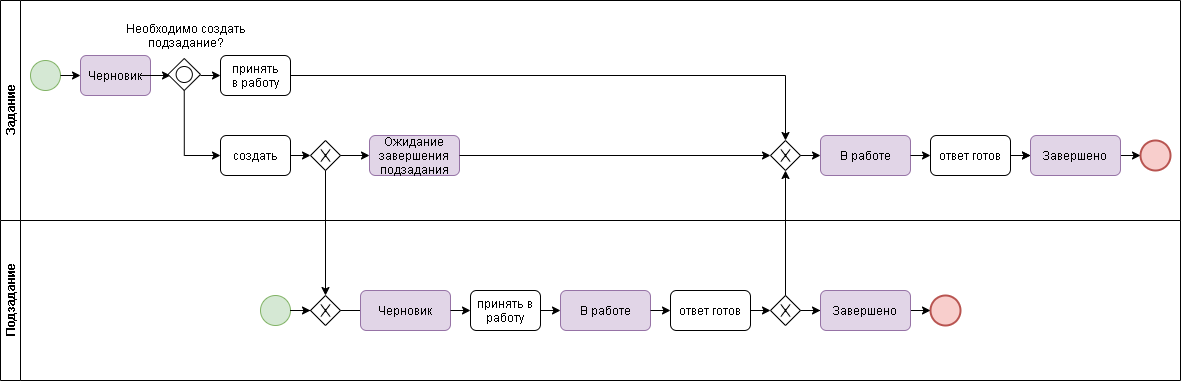 Задание
Необходимо создать
подзадание?
Черновик
принять
в работу
создать
X
Ожидание
завершения
подзадания
X
В работе
ответ готов
Завершено
Подзадание
X
Черновик
принять в
работу
В работе
ответ готов
X
Завершено